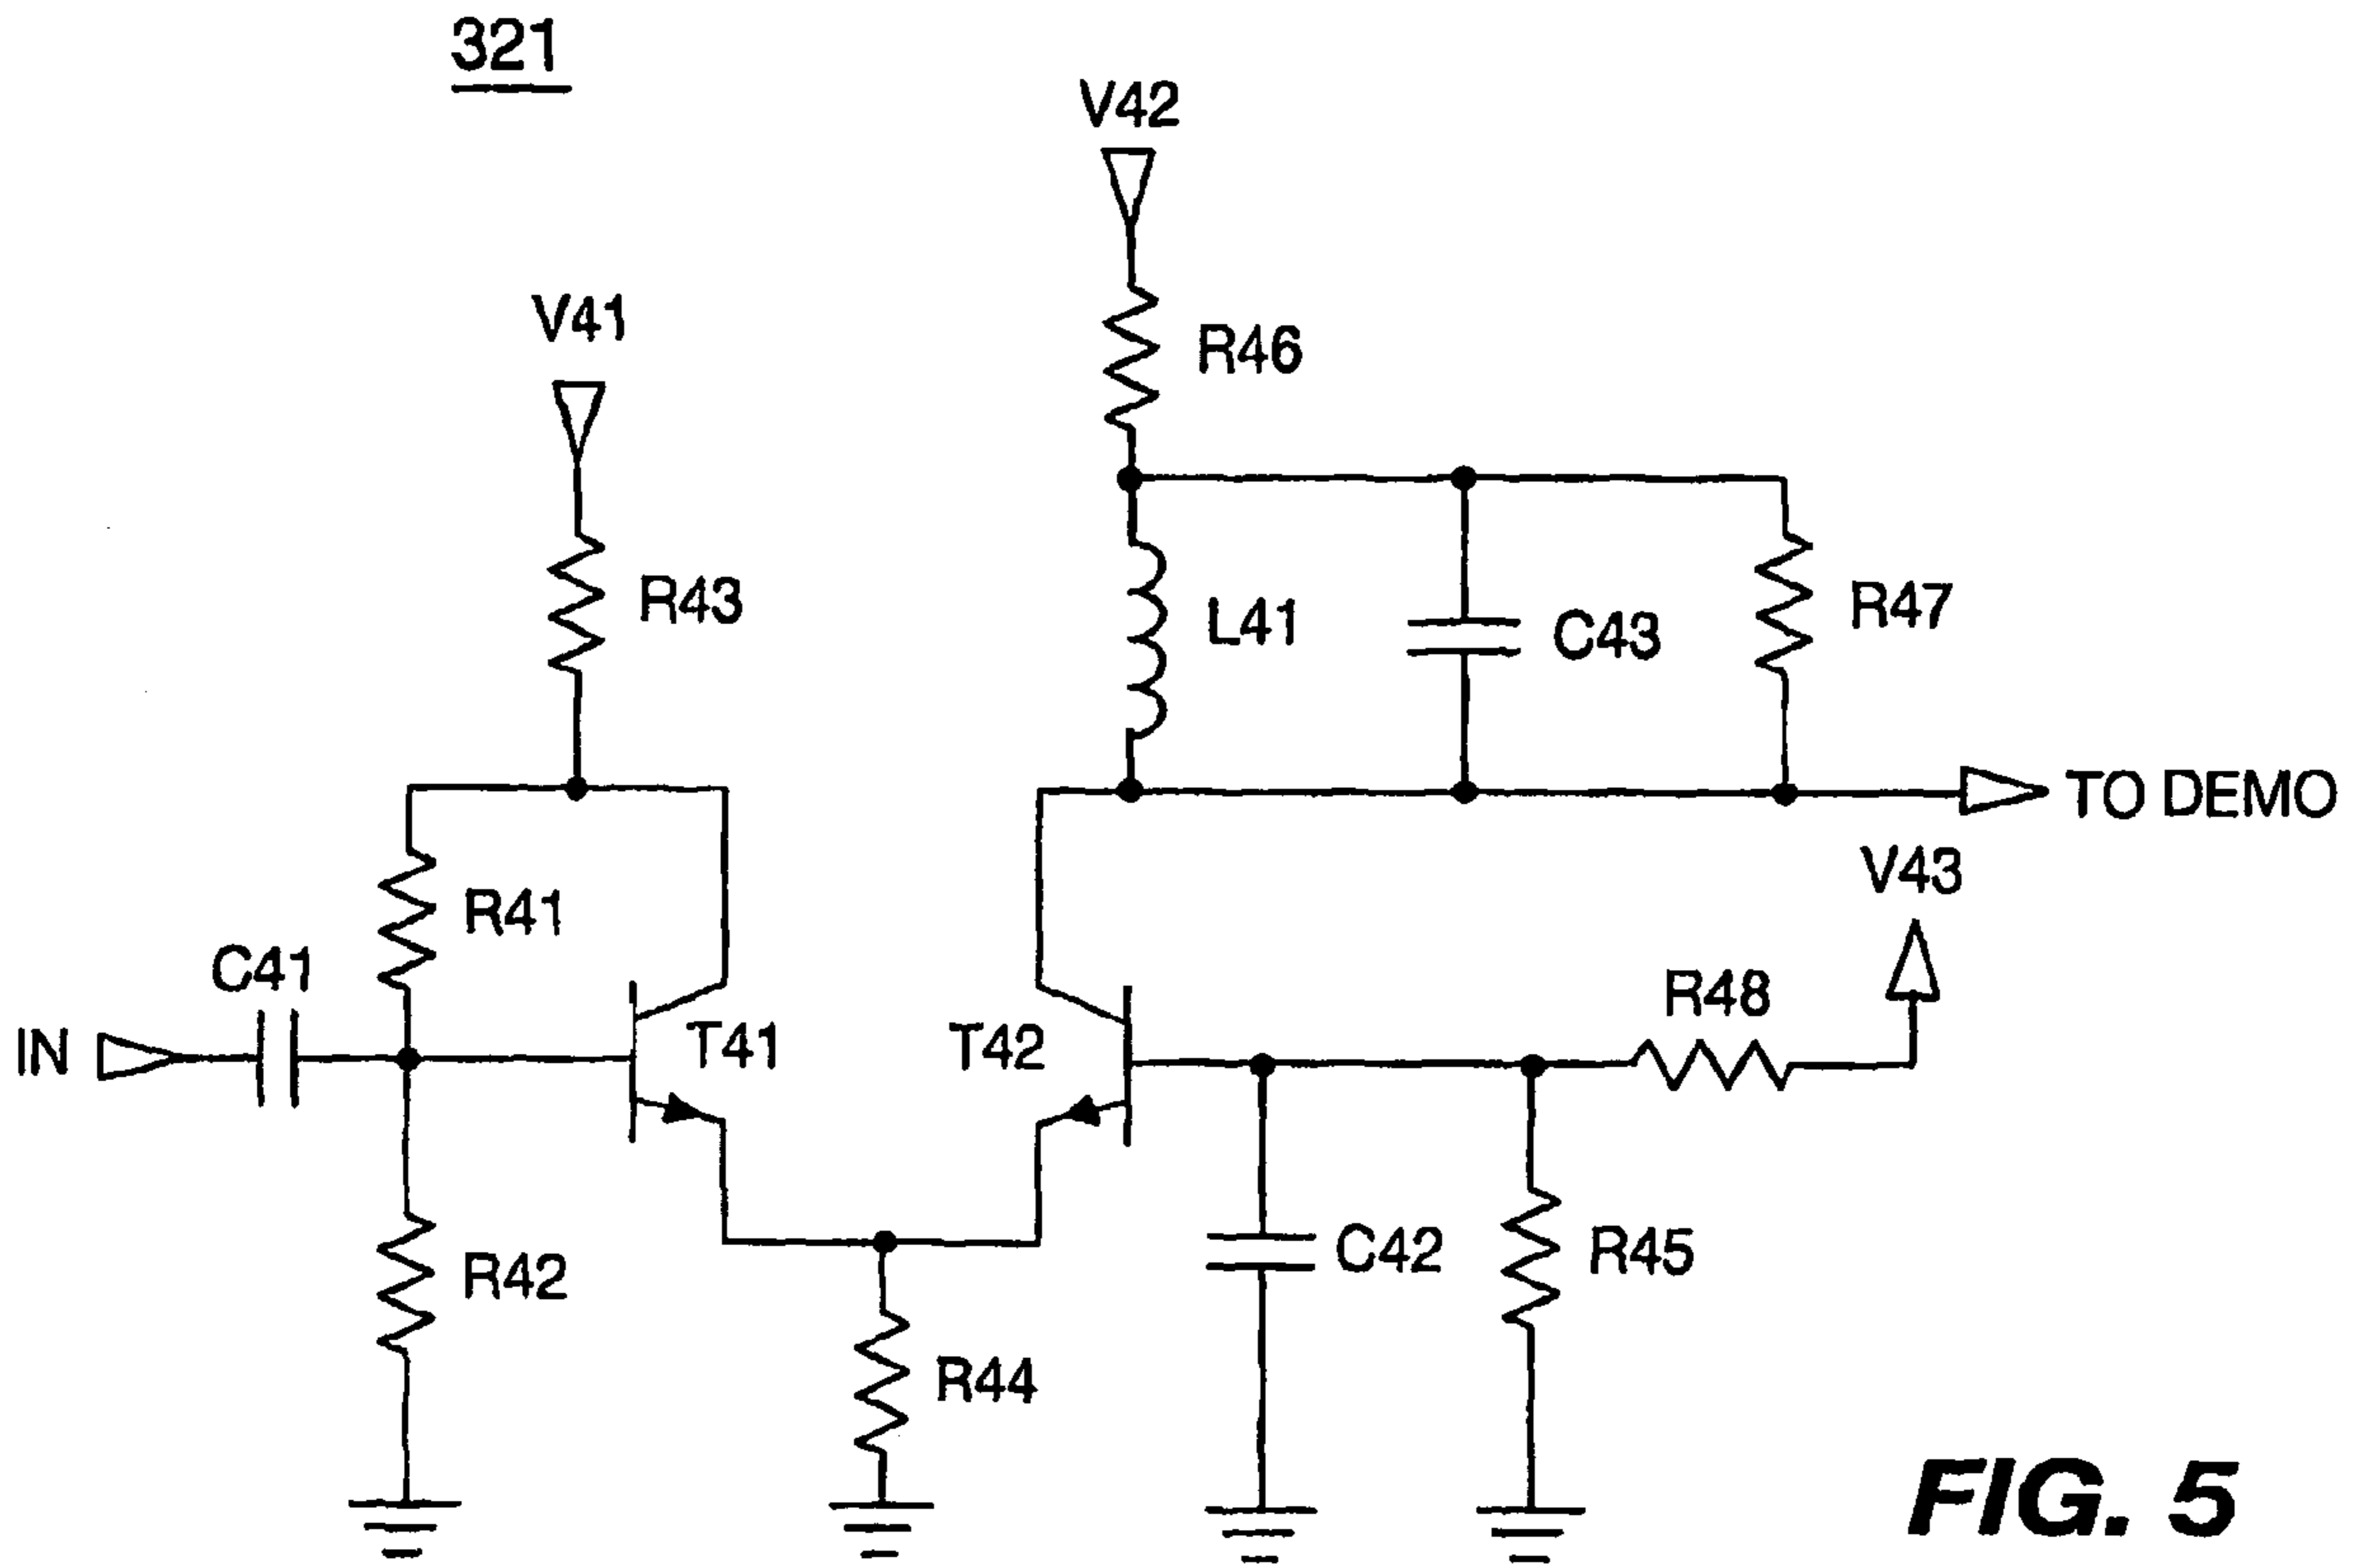 321
V42
V41
R46
R43
L41
C43
R47
TO DEMO
V43
R41
C41
R48
IN
T41
T42
R42
C42
R45
R44
FIG. 5